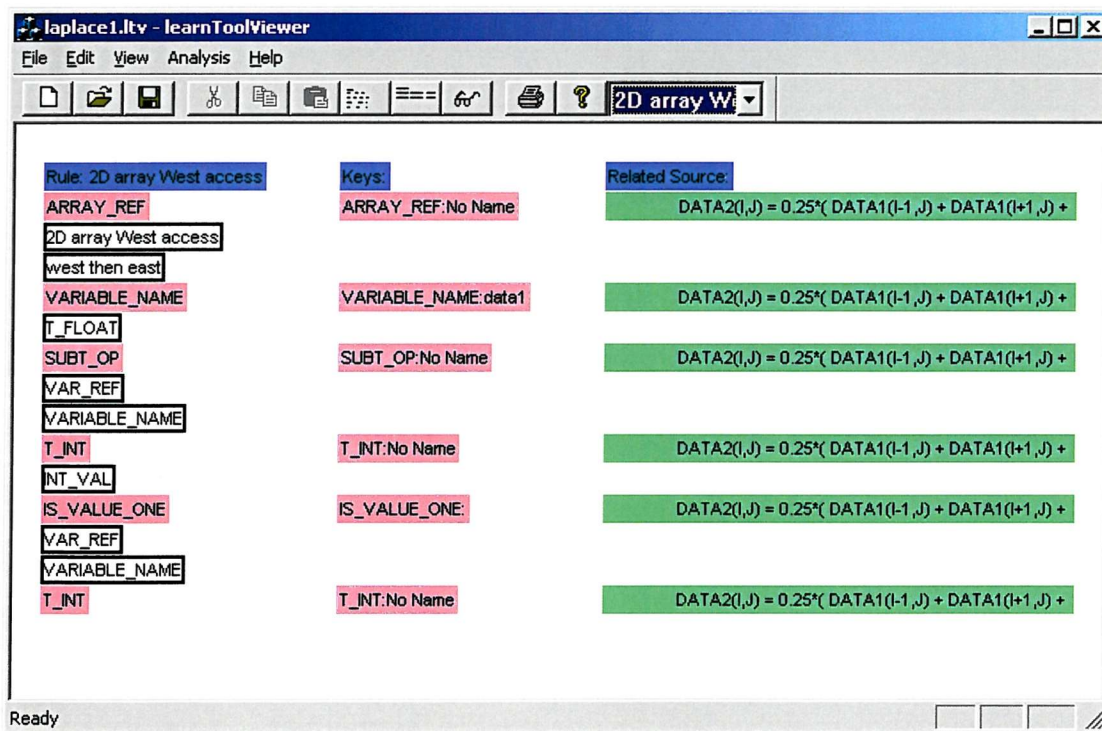 laplace1.ltv - learnToolViewer
File Edit View Analysis Help
2D array W
Rule: 2D array West access Keys: Related Source:
ARRAY_REF ARRAY_REF:No Name DATA2(I,J) = 0.25*( DATA1(I-1,J) + DATA1(I+1,J) +
2D array West access
west then east
VARIABLE_NAME VARIABLE_NAME:data1 DATA2(I,J) = 0.25*( DATA1(I-1,J) + DATA1(I+1,J) +
T_FLOAT
SUBT_OP SUBT_OP:No Name DATA2(I,J) = 0.25*( DATA1(I-1,J) + DATA1(I+1,J) +
VAR_REF
VARIABLE_NAME
T_INT T_INT:No Name DATA2(I,J) = 0.25*( DATA1(I-1,J) + DATA1(I+1,J) +
INT_VAL
IS_VALUE_ONE IS_VALUE_ONE: DATA2(I,J) = 0.25*( DATA1(I-1,J) + DATA1(I+1,J) +
VAR_REF
VARIABLE_NAME
T_INT T_INT:No Name DATA2(I,J) = 0.25*( DATA1(I-1,J) + DATA1(I+1,J) +
Ready